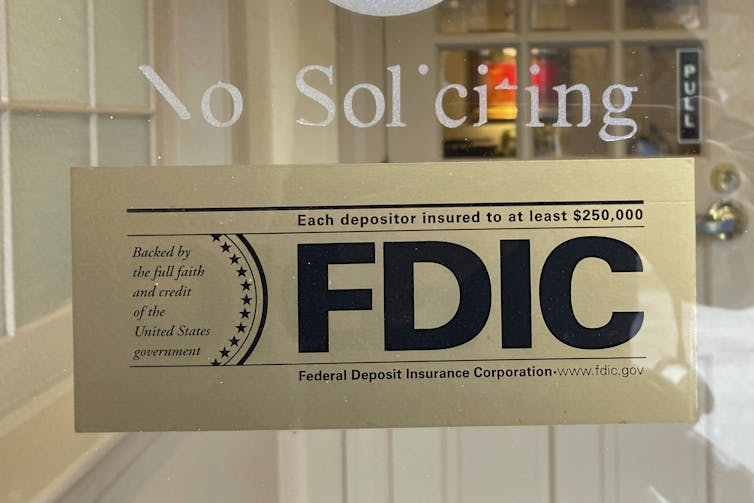 No Soliciting
PULL
Each depositor insured to at least $250,000
Backed by
the full faith
and credit
of the
United States
government
FDIC
Federal Deposit Insurance Corporation·www.fdic.gov